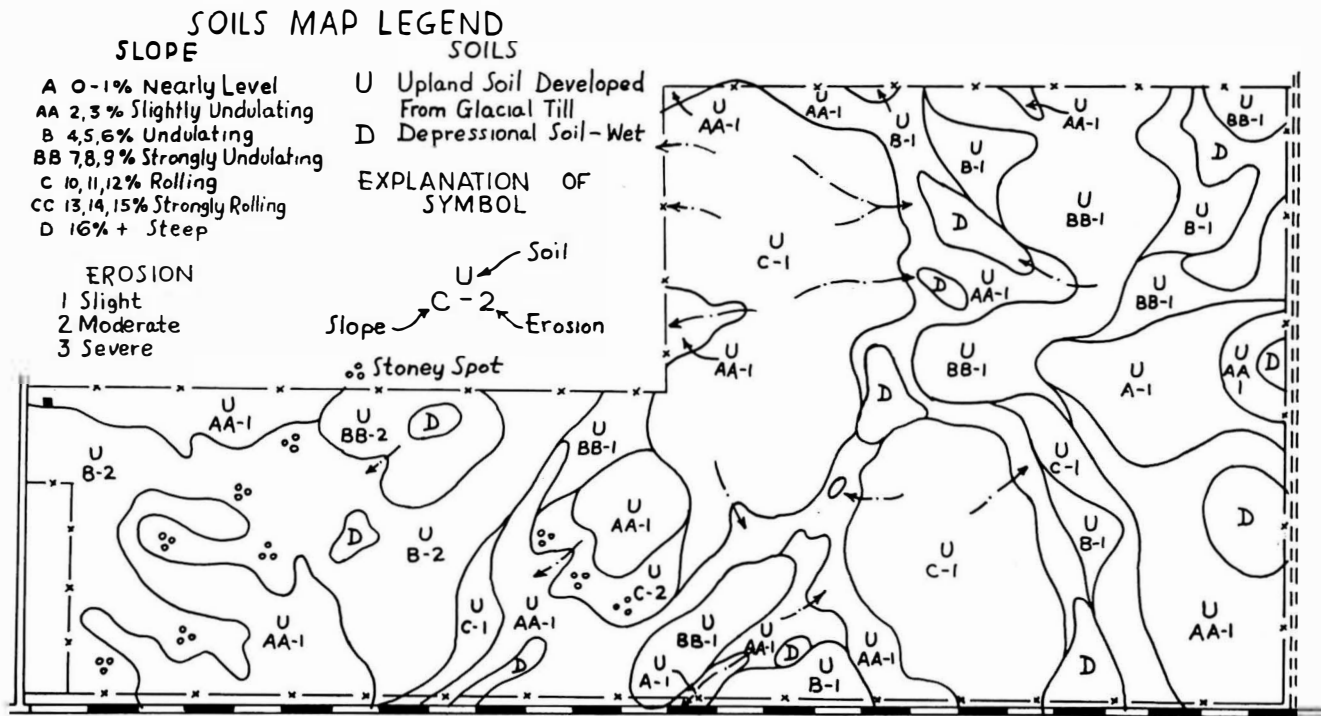 SOILS MAP LEGEND
SLOPE
A 0-1% Nearly Level
AA 2,3% Slightly Undulating
B 4,5,6% Undulating
BB 7,8,9% Strongly Undulating
C 10,11,12% Rolling
CC 13,14,15% Strongly Rolling
D 16% + Steep
EROSION
1 Slight
2 Moderate
3 Severe
SOILS
U Upland Soil Developed
From Glacial Till
D Depressional Soil-Wet
EXPLANATION OF
SYMBOL
Soil
U
C-2
Slope
Erosion
Stoney Spot
U
AA-1
U
AA-1
U
B-1
U
AA-1
U
BB-1
U
B-1
D
D
U
BB-1
U
B-1
U
C-1
D
U
AA-1
U
BB-1
U
AA-1
U
BB-1
U
A-1
U
AA
1
D
D
U
AA-1
U
BB-2
D
U
BB-1
U
B-2
U
C-1
U
AA-1
D
D
U
B-2
U
B-1
U
C-1
U
C-2
U
AA-1
U
C-1
U
AA-1
U
BB-1
U
AA-1
U
AA-1
U
AA-1
D
D
U
A-1
U
B-1
D